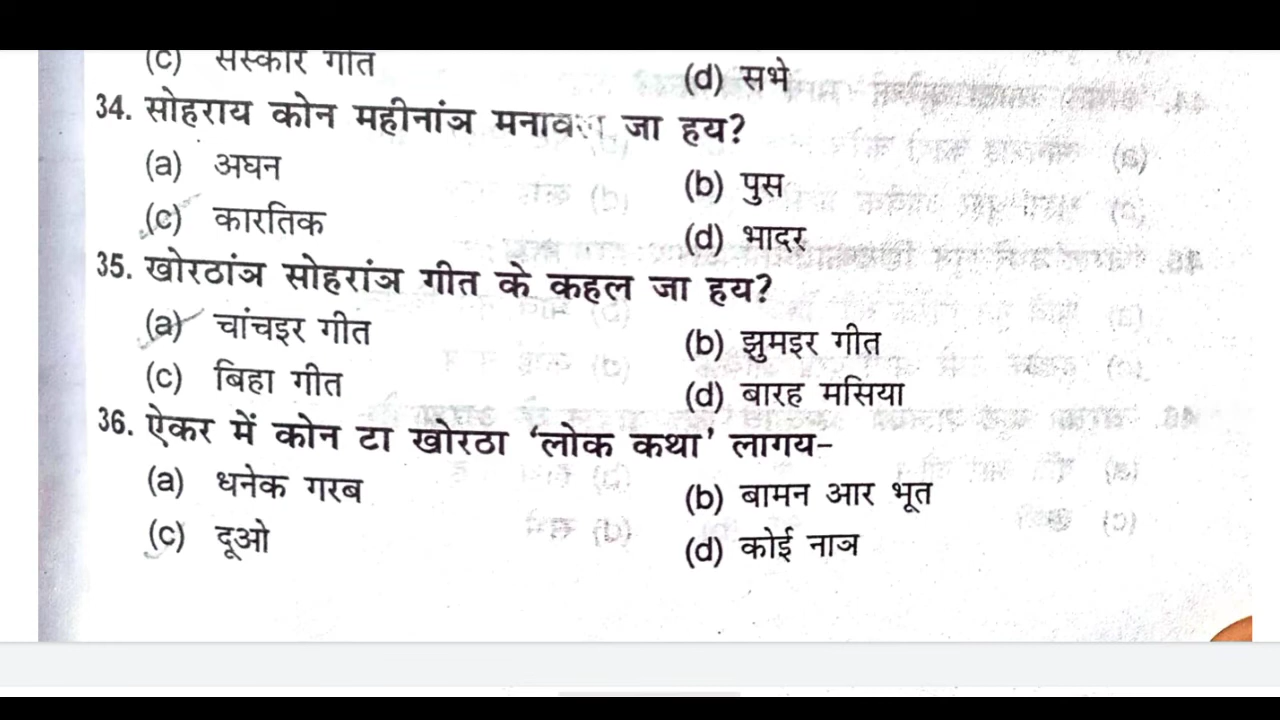 (c) संस्कार गीत
(d) सभे
34. सोहराय कोन महीनांञ मनावल जा हय?
(a) अघन
(b) पुस
(c) कारतिक
(d) भादर
35. खोरठांञ सोहरांञ गीत के कहल जा हय?
(a) चांचइर गीत
(b) झुमइर गीत
(c) बिहा गीत
(d) बारह मसिया
36. ऐकर में कोन टा खोरठा ‘लोक कथा’ लागय-
(a) धनेक गरब
(b) बामन आर भूत
(c) दूओ
(d) कोई नाञ